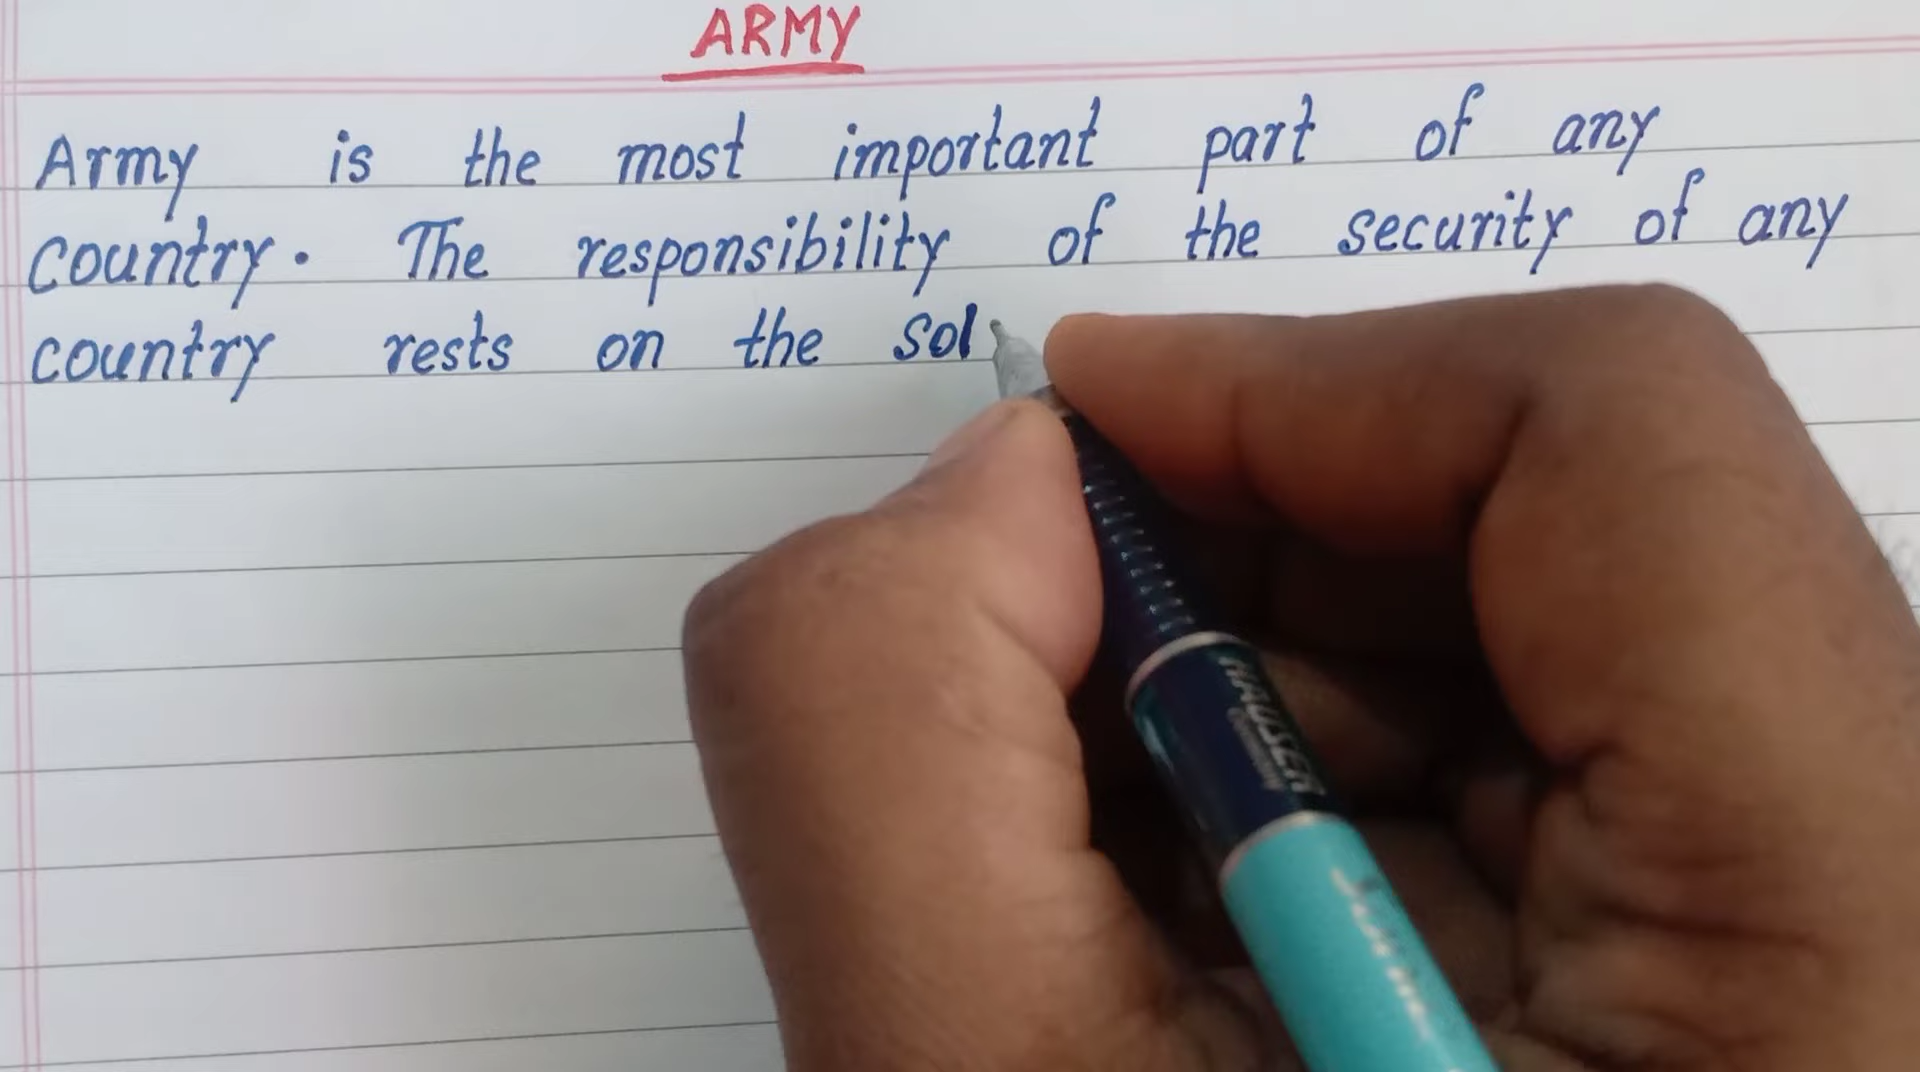 ARMY
Army is the most important part of any
country. The responsibility of the security of any
country rests on the sol
HAUSER